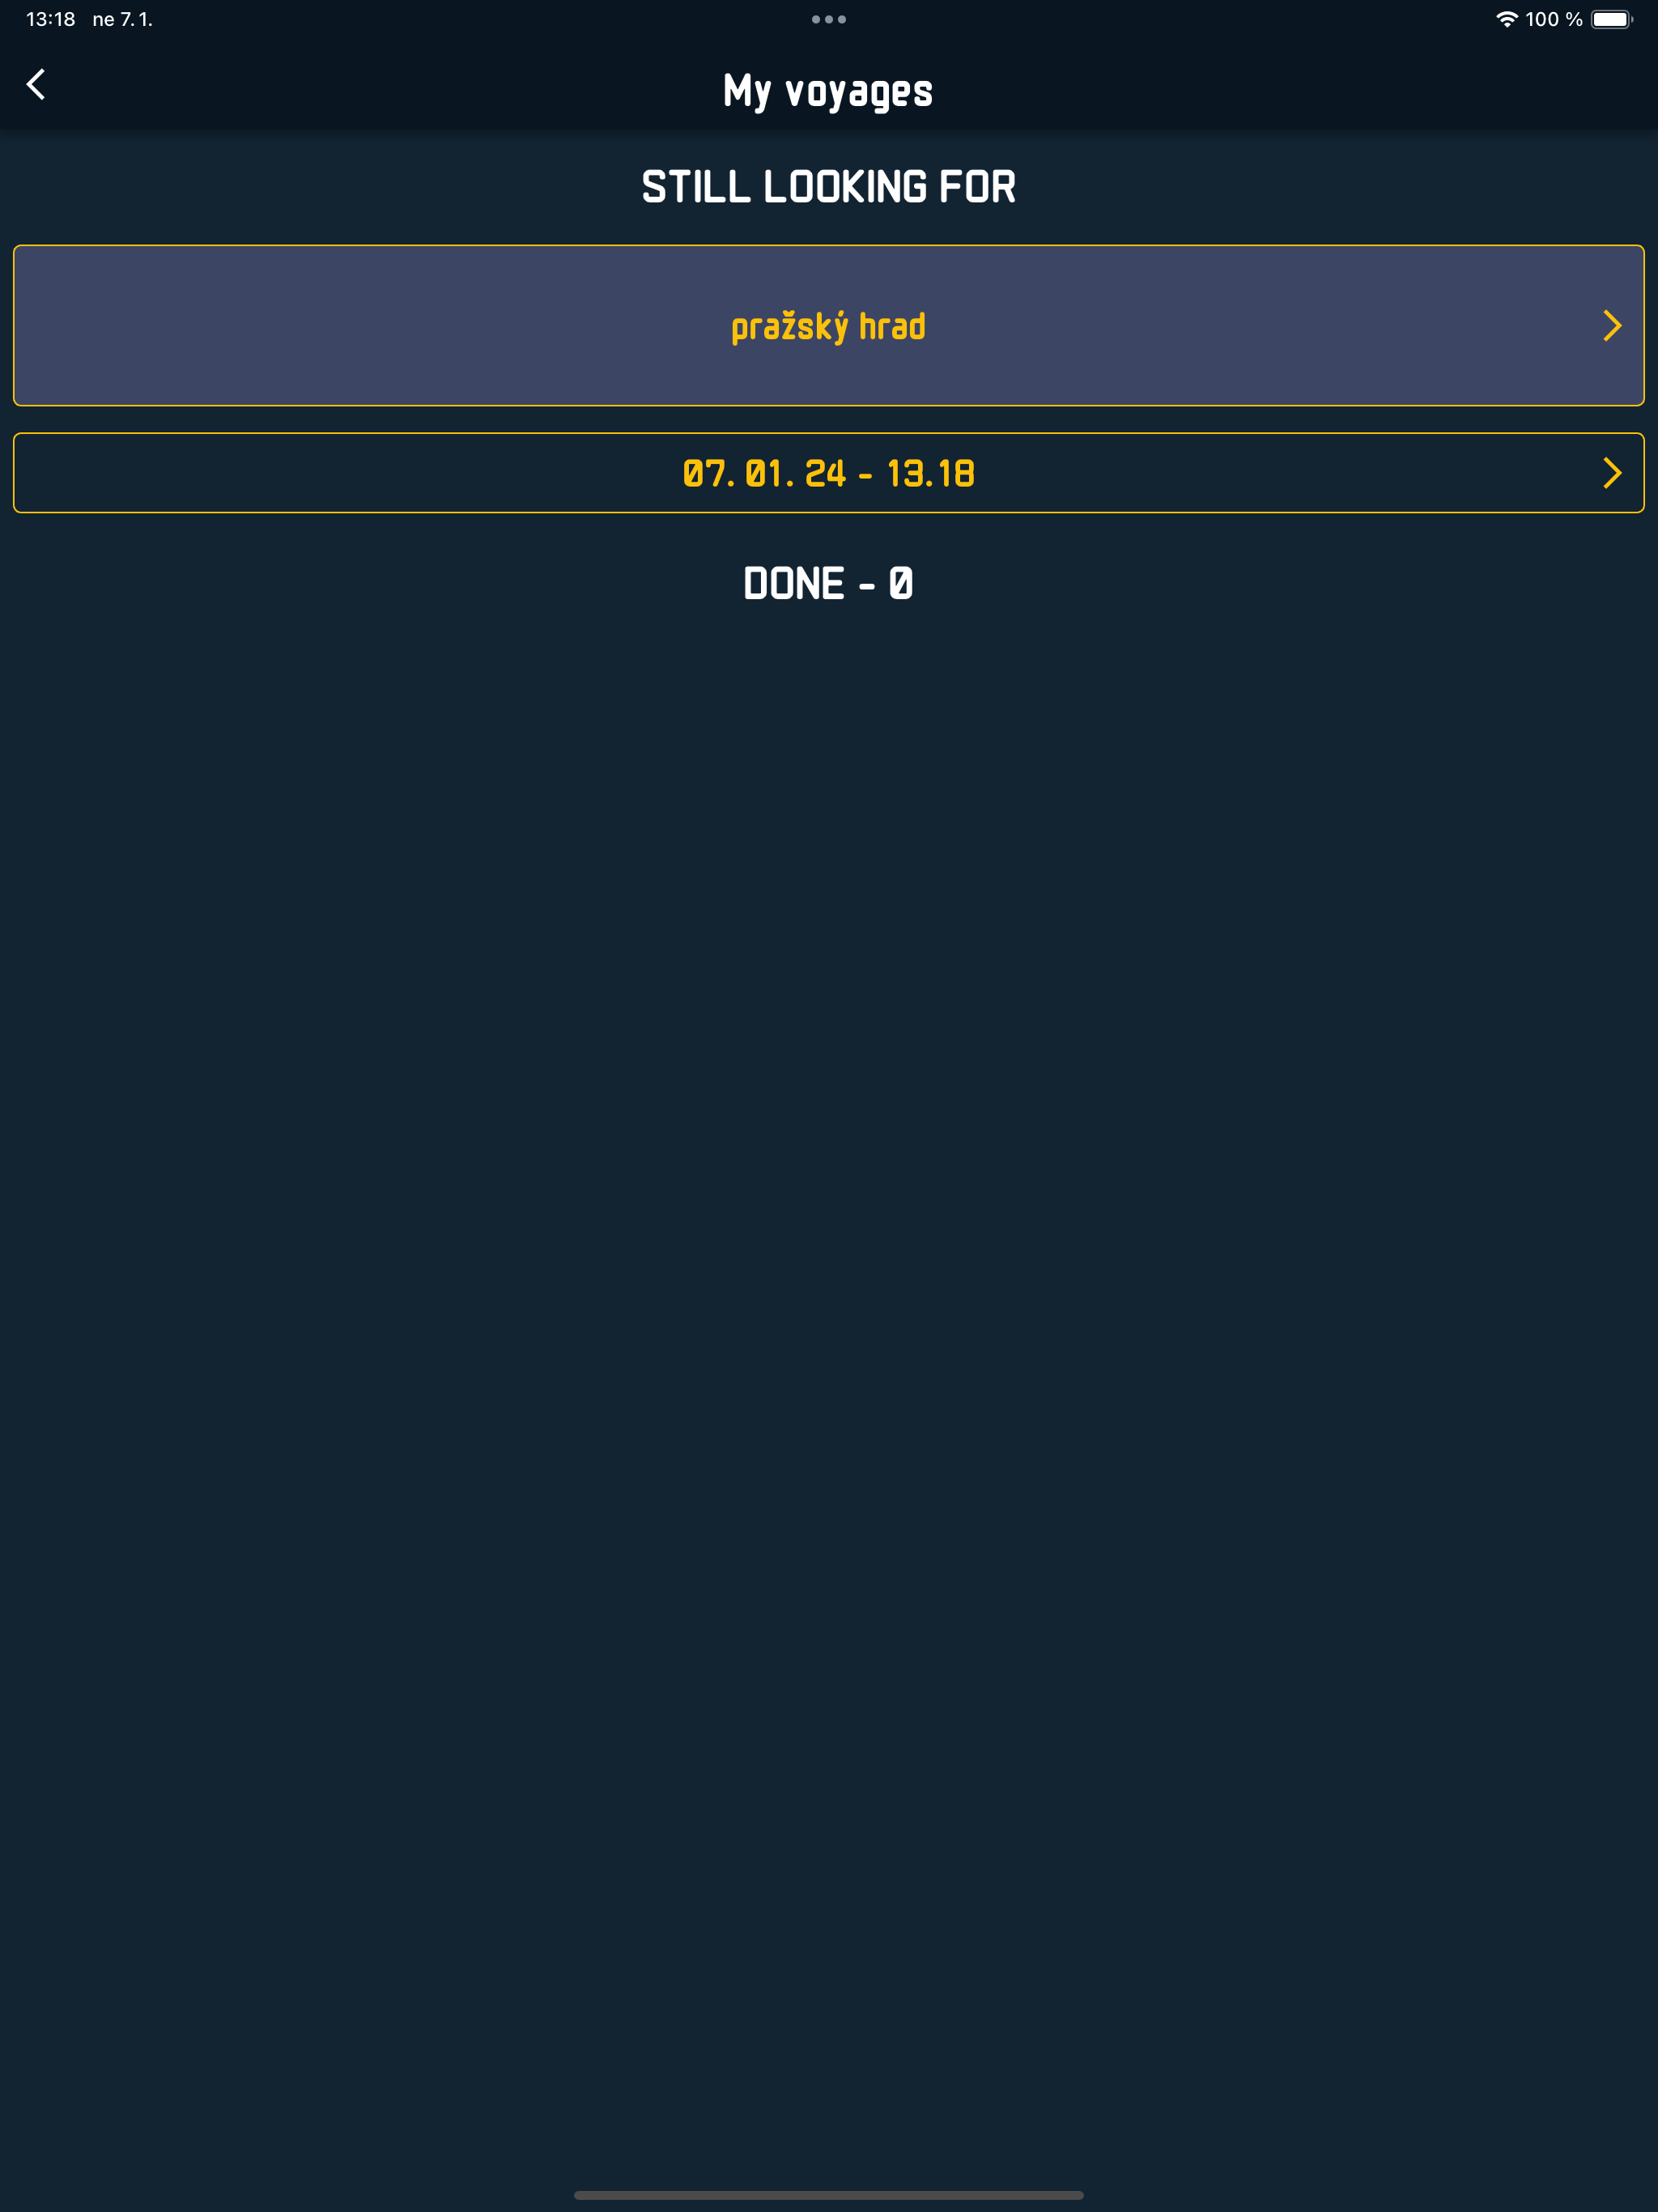 13:18 ne 7. 1.
100 %
My voyages
STILL LOOKING FOR
pražský hrad
07. 01. 24 - 13.18
DONE - 0